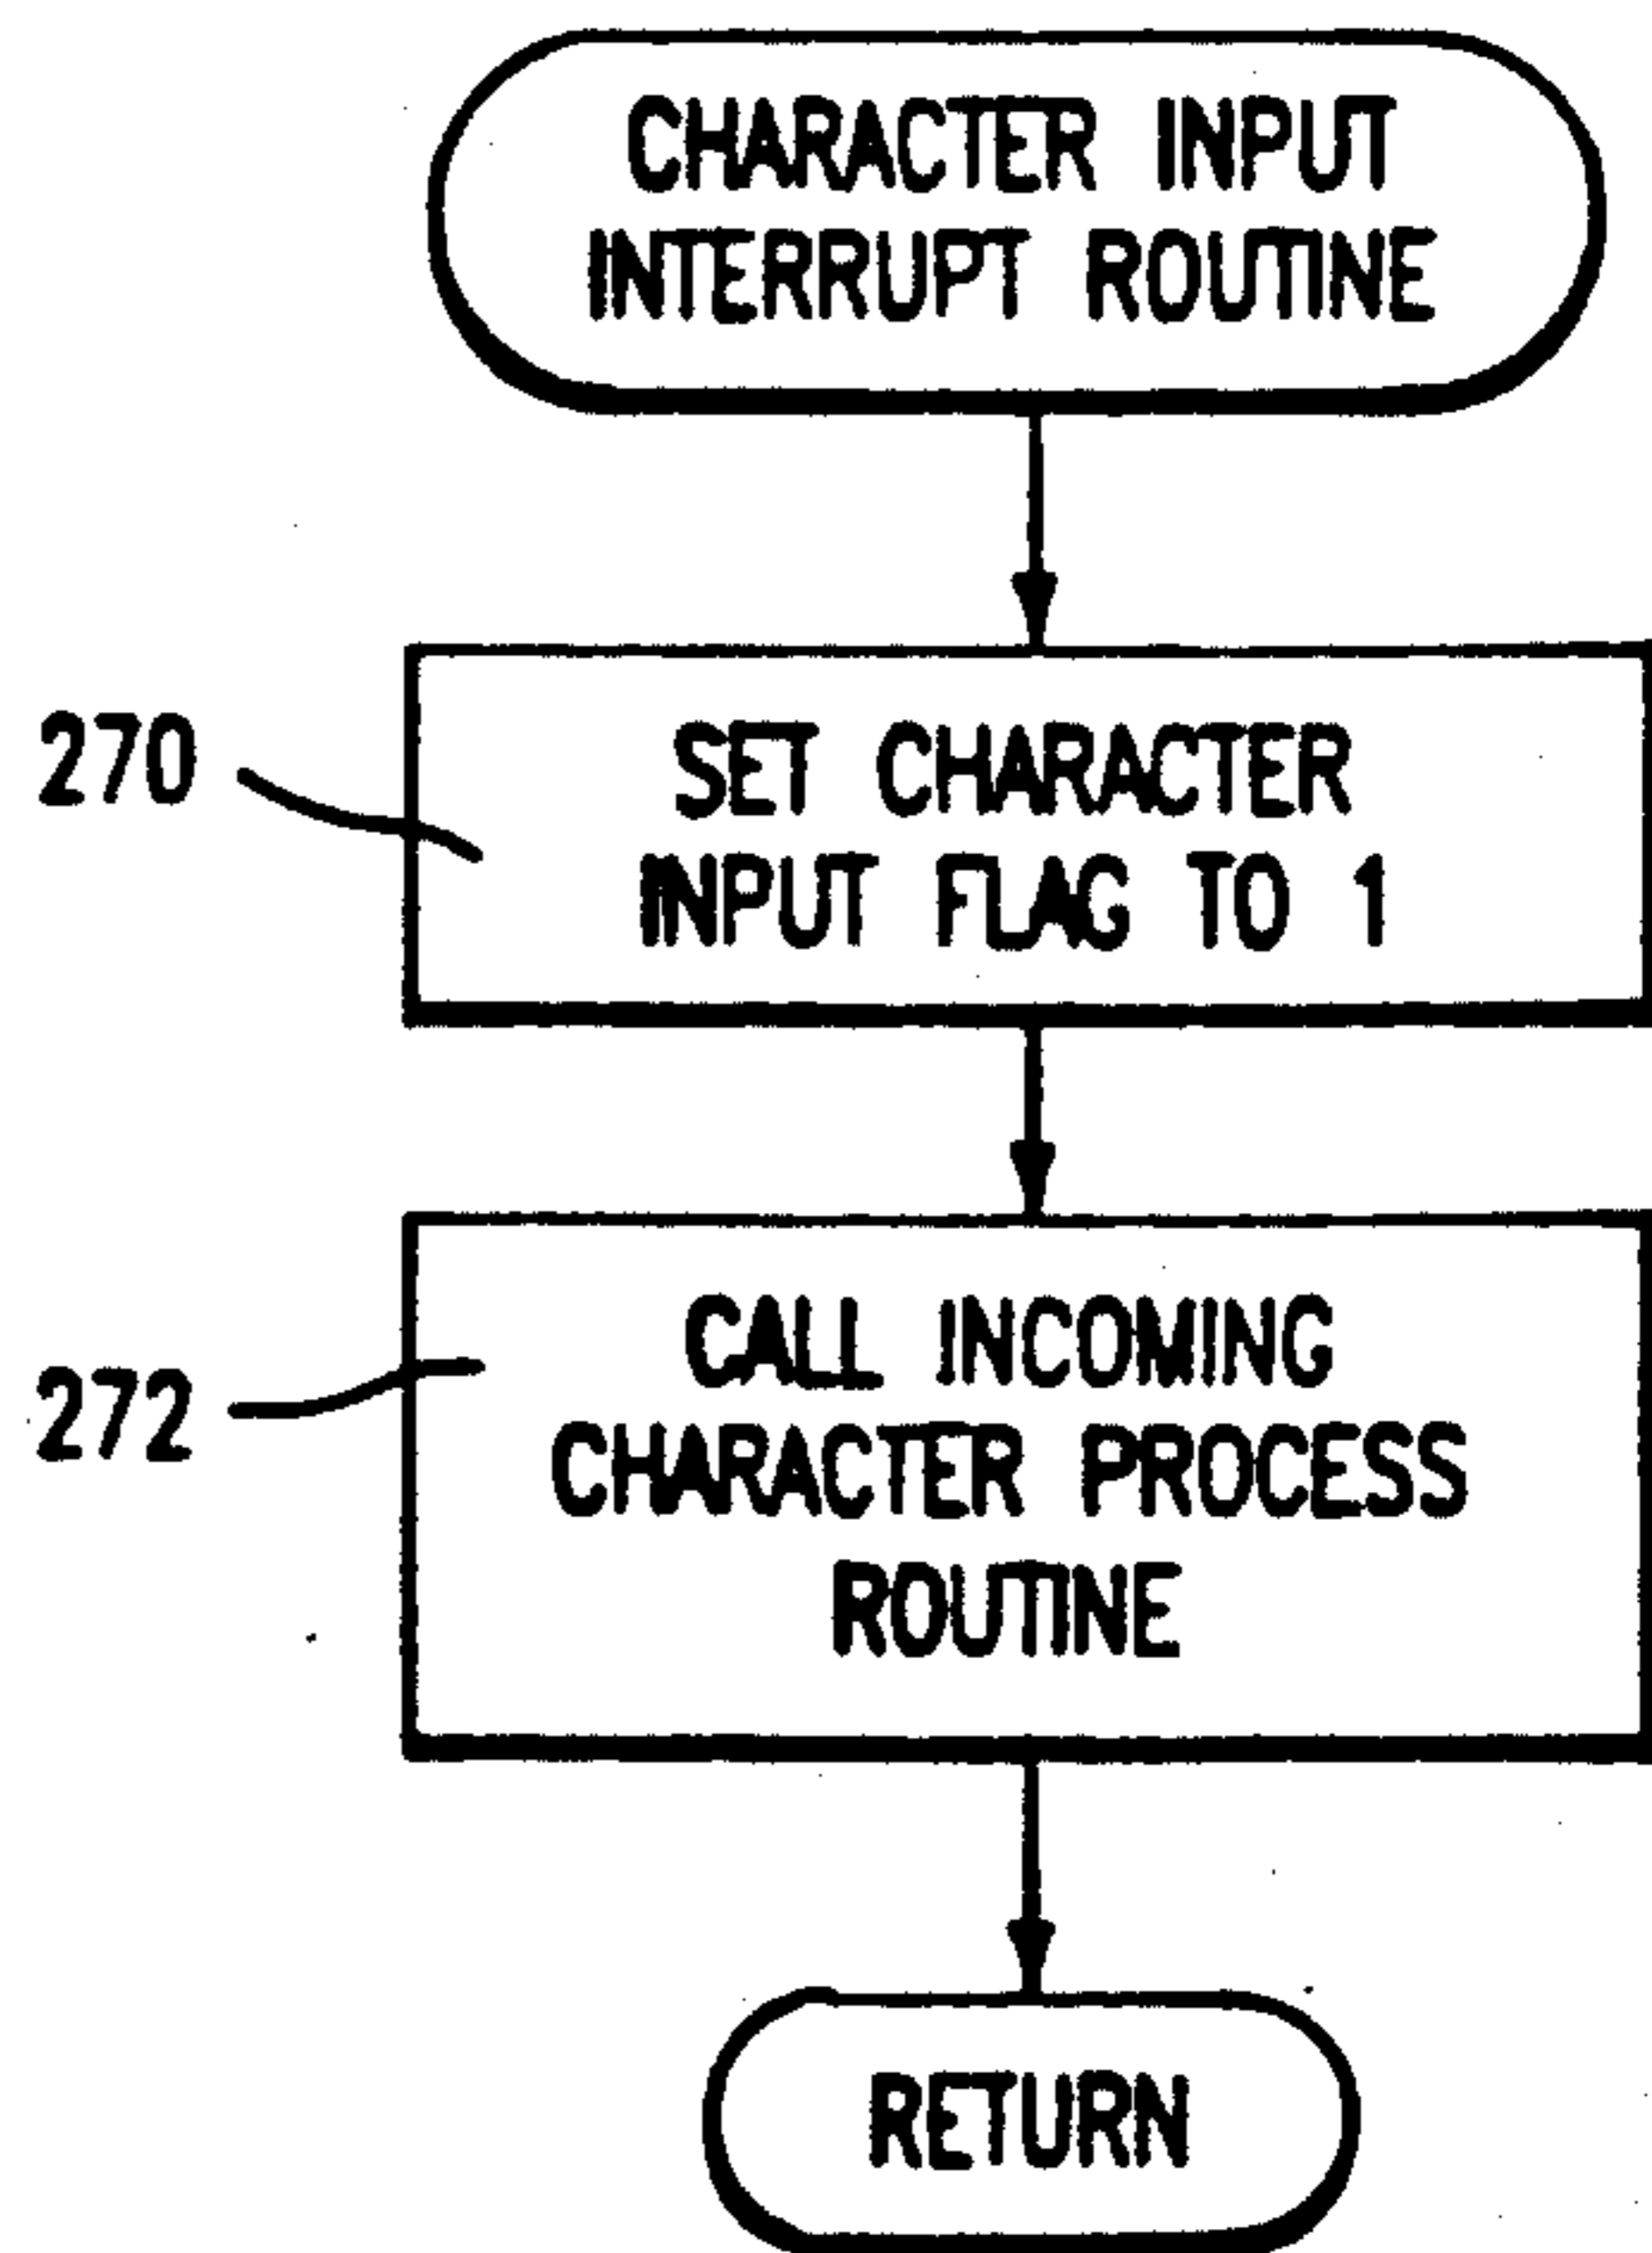 CHARACTER INPUT
INTERRUPT ROUTINE
270
SET CHARACTER
INPUT FLAG TO 1
272
CALL INCOMING
CHARACTER PROCESS
ROUTINE
RETURN